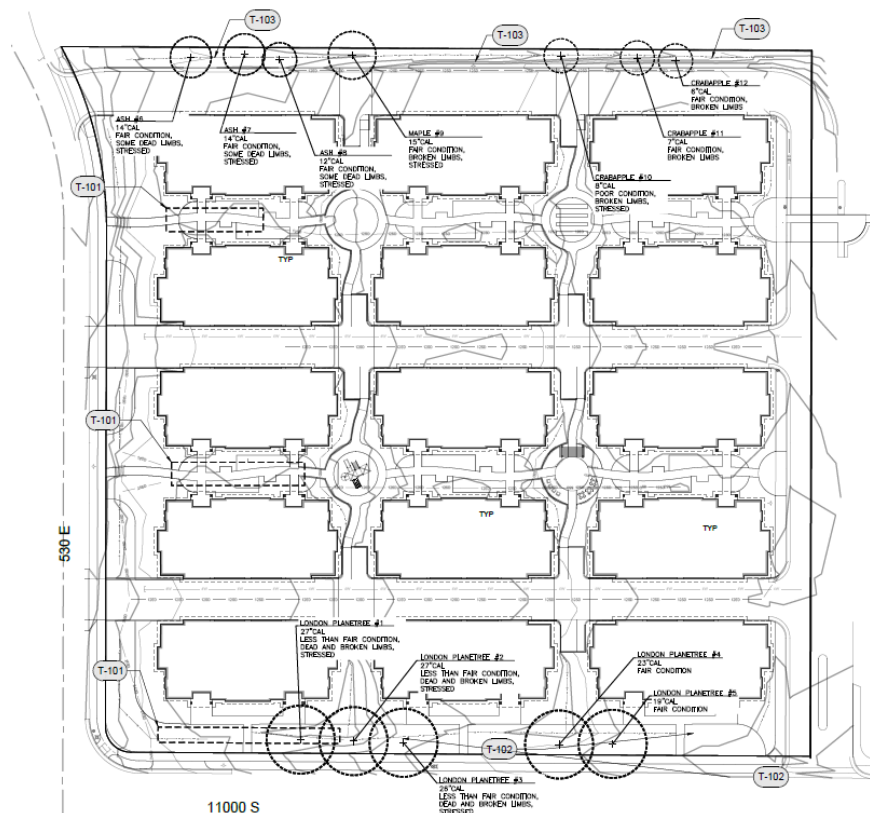 T-103
T-103
T-103
ASH #6
14"CAL
FAIR CONDITION,
SOME DEAD LIMBS,
STRESSED
ASH #7
14"CAL
FAIR CONDITION,
SOME DEAD LIMBS,
STRESSED
ASH #8
12"CAL
FAIR CONDITION,
SOME DEAD LIMBS,
STRESSED
MAPLE #9
15"CAL
FAIR CONDITION,
BROKEN LIMBS,
STRESSED
CRABAPPLE #10
8"CAL
POOR CONDITION,
BROKEN LIMBS,
STRESSED
CRABAPPLE #11
7"CAL
FAIR CONDITION,
BROKEN LIMBS
CRABAPPLE #12
6"CAL
FAIR CONDITION,
BROKEN LIMBS
T-101
TYP
T-101
TYP
TYP
530 E
T-101
LONDON PLANETREE #1
27"CAL
LESS THAN FAIR CONDITION,
DEAD AND BROKEN LIMBS,
STRESSED
LONDON PLANETREE #2
27"CAL
LESS THAN FAIR CONDITION,
DEAD AND BROKEN LIMBS,
STRESSED
LONDON PLANETREE #4
23"CAL
FAIR CONDITION
LONDON PLANETREE #5
19"CAL
FAIR CONDITION
T-102
T-102
LONDON PLANETREE #3
28"CAL
LESS THAN FAIR CONDITION,
DEAD AND BROKEN LIMBS,
STRESSED
11000 S